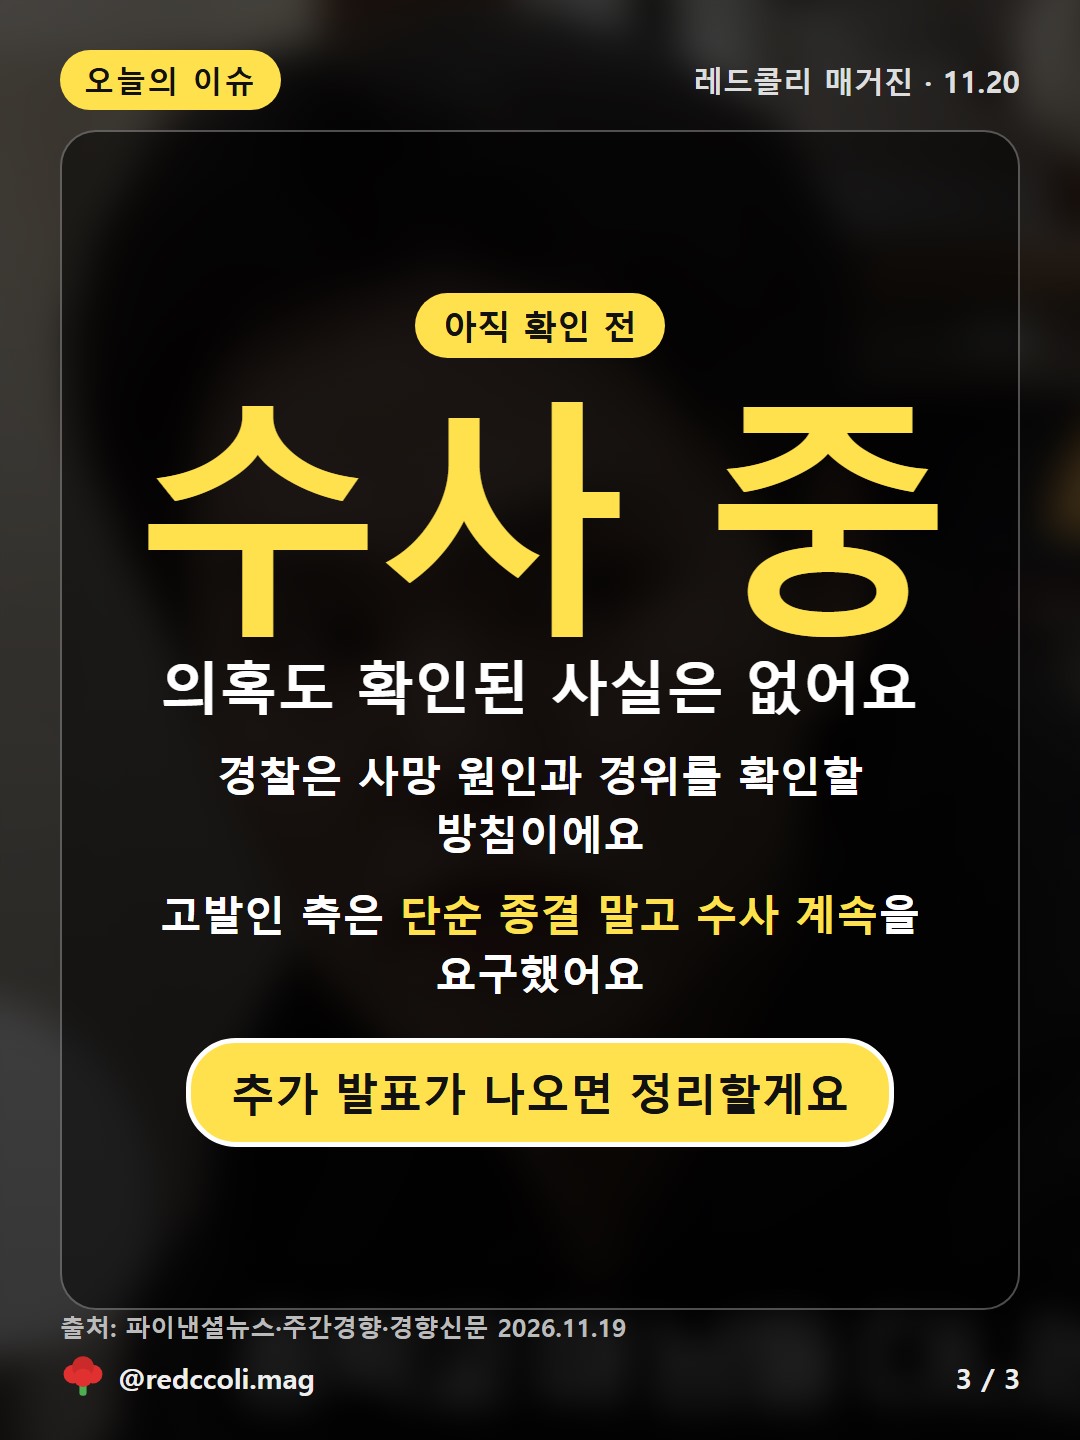 오늘의 이슈
레드콜리 매거진 · 11.20
아직 확인 전
수사 중
의혹도 확인된 사실은 없어요
경찰은 사망 원인과 경위를 확인할
방침이에요
고발인 측은 단순 종결 말고 수사 계속을
요구했어요
추가 발표가 나오면 정리할게요
출처: 파이낸셜뉴스·주간경향·경향신문 2026.11.19
@redccoli.mag
3 / 3